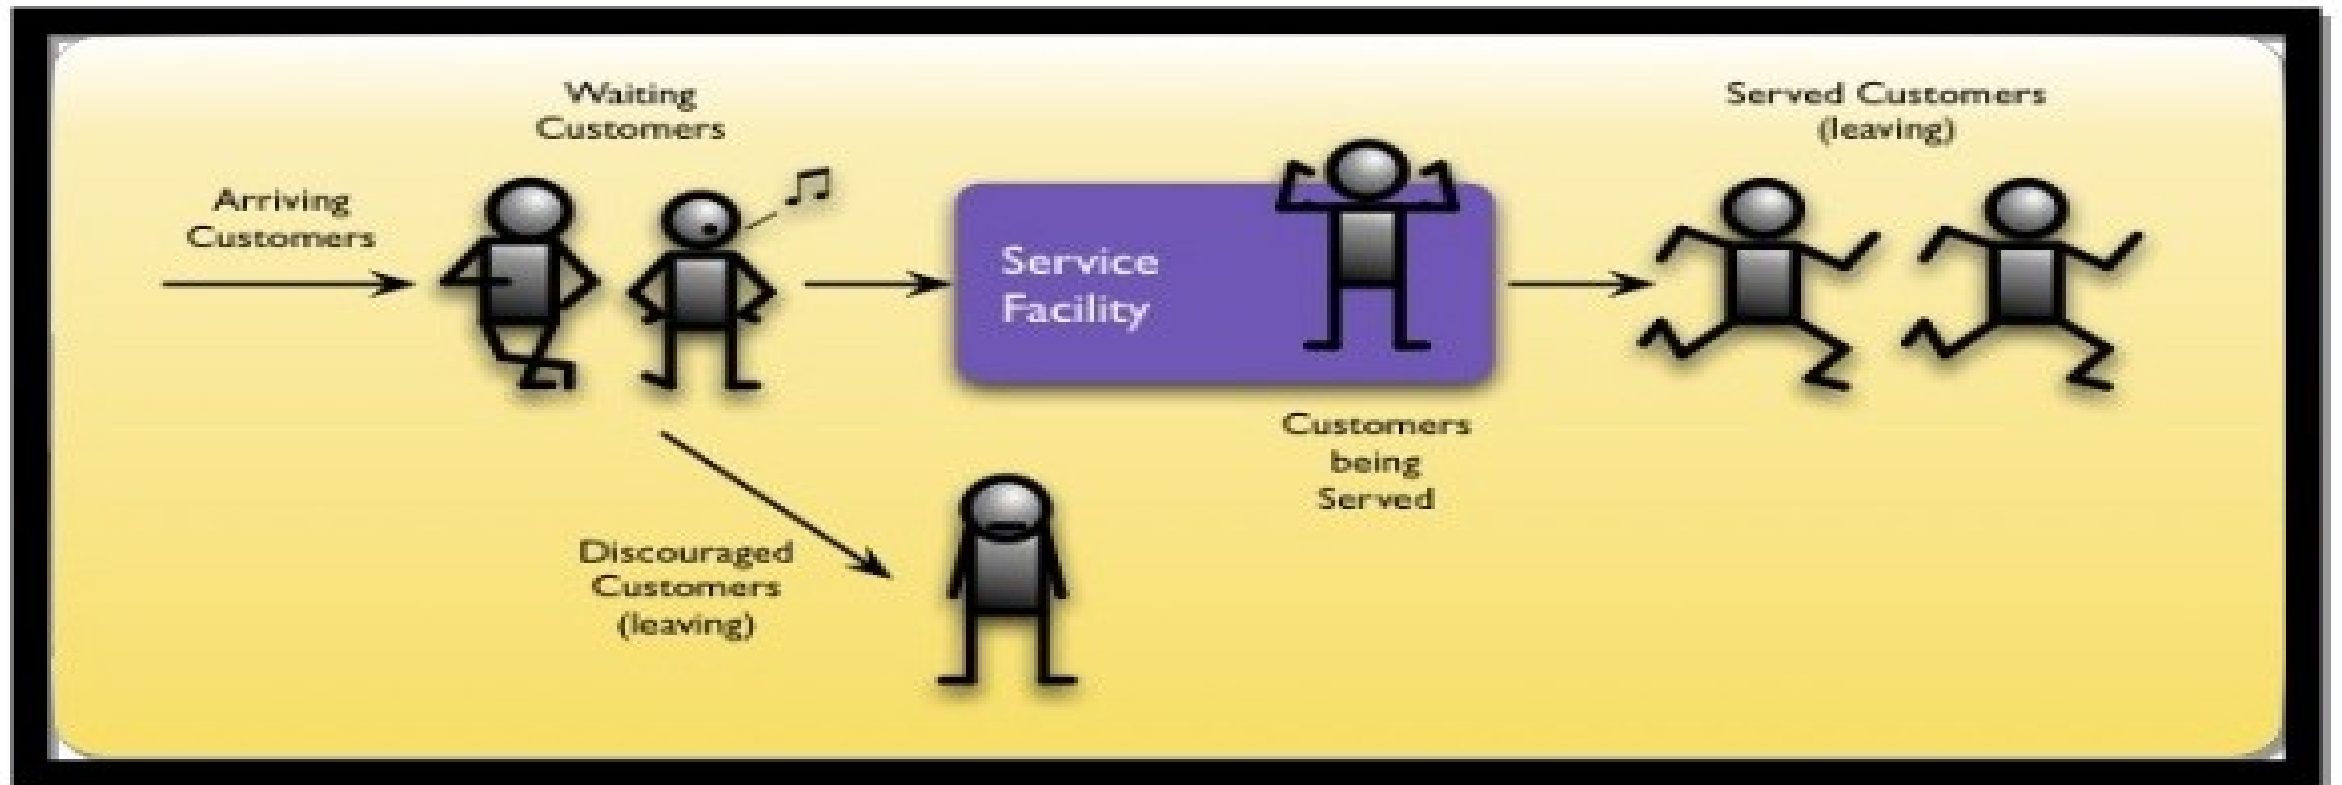 Waiting
Customers
Served Customers
(leaving)
Arriving
Customers
Service
Facility
Customers
being
Served
Discouraged
Customers
(leaving)